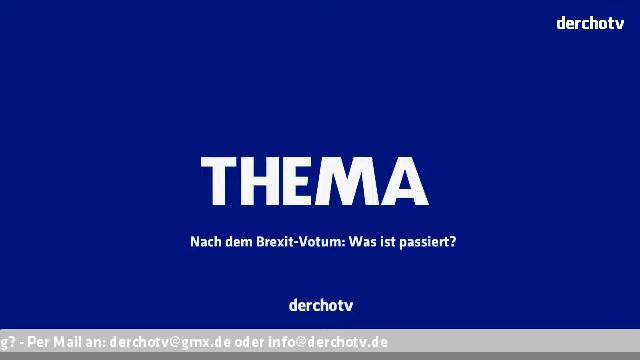 derchotv
THEMA
Nach dem Brexit-Votum: Was ist passiert?
derchotv
g? - Per Mail an: derchotv@gmx.de oder info@derchotv.de